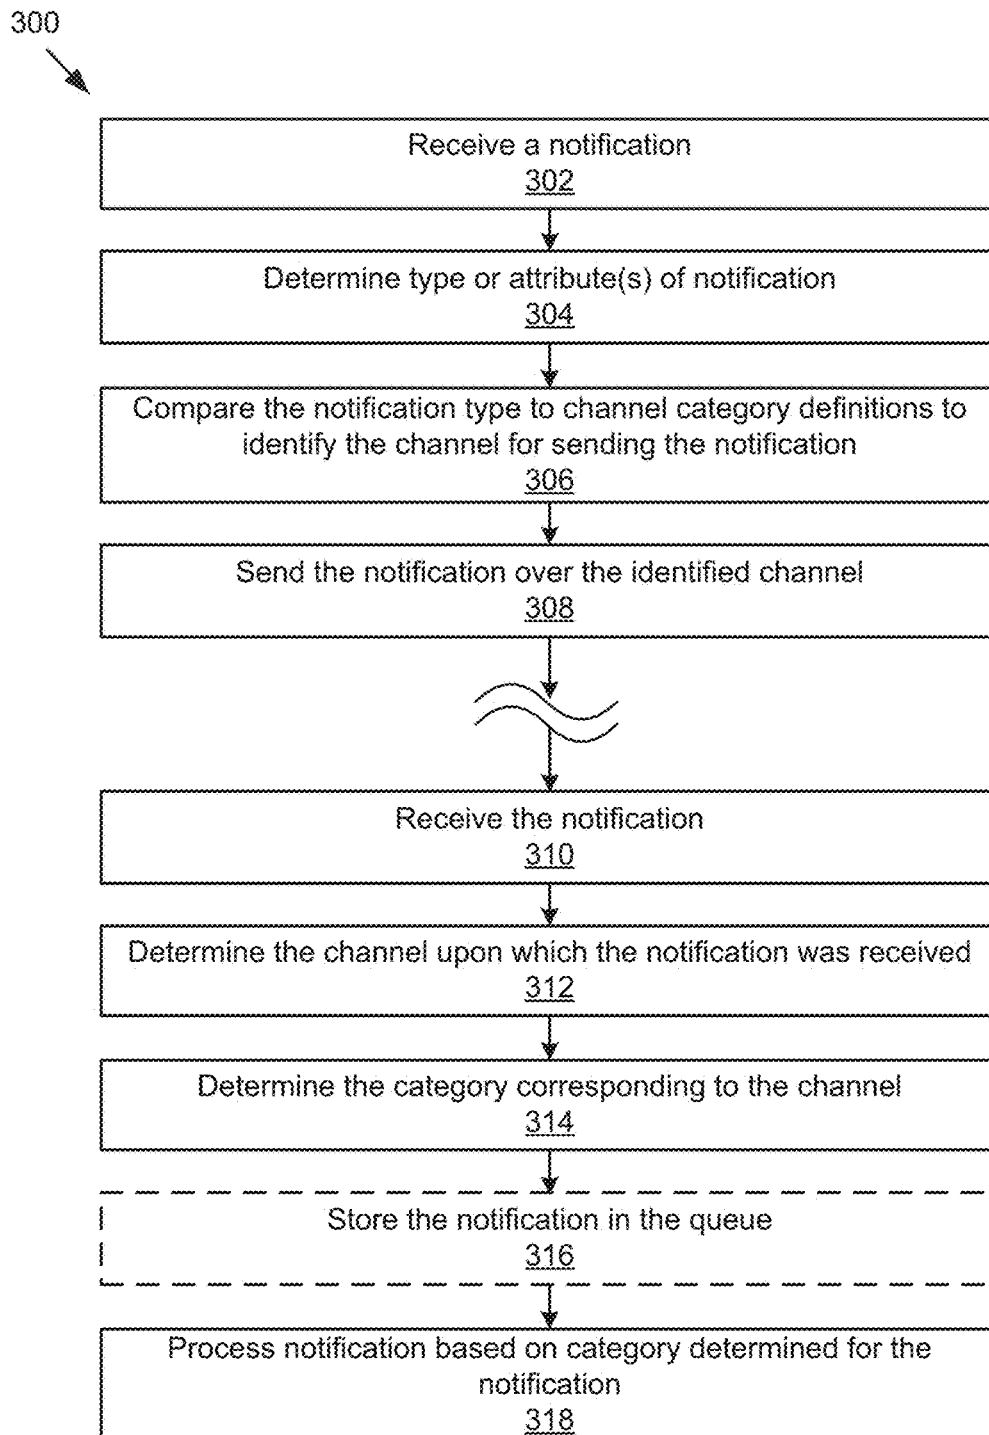 300
Receive a notification
302
Determine type or attribute(s) of notification
304
Compare the notification type to channel category definitions to
identify the channel for sending the notification
306
Send the notification over the identified channel
308
Receive the notification
310
Determine the channel upon which the notification was received
312
Determine the category corresponding to the channel
314
Store the notification in the queue
316
Process notification based on category determined for the
notification
318